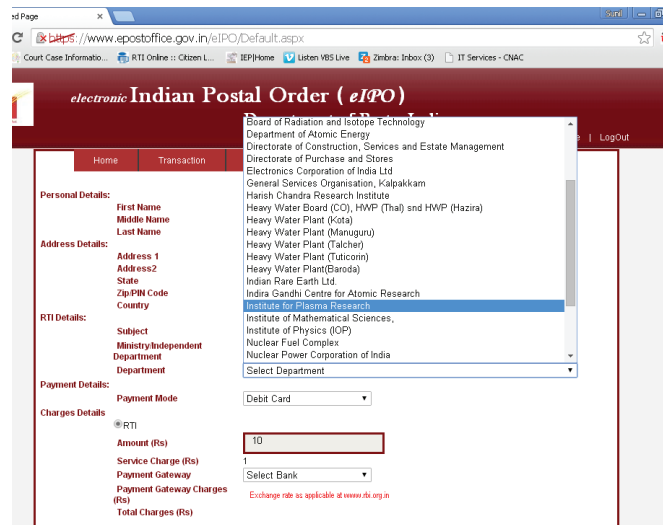 ed Page
Sunil
https://www.epostoffice.gov.in/eIPO/Default.aspx
Court Case Informatio... RTI Online :: Citizen L... IEP|Home Listen VBS Live Zimbra: Inbox (3) IT Services - CNAC
electronic Indian Postal Order ( eIPO )
LogOut
Home Transaction
Board of Radiation and Isotope Technology
Department of Atomic Energy
Directorate of Construction, Services and Estate Management
Directorate of Purchase and Stores
Electronics Corporation of India Ltd
General Services Organisation, Kalpakkam
Harish Chandra Research Institute
Heavy Water Board (CO), HWP (Thal) snd HWP (Hazira)
Heavy Water Plant (Kota)
Heavy Water Plant (Manuguru)
Heavy Water Plant (Talcher)
Heavy Water Plant (Tuticorin)
Heavy Water Plant(Baroda)
Indian Rare Earth Ltd.
Indira Gandhi Centre for Atomic Research
Institute for Plasma Research
Institute of Mathematical Sciences,
Institute of Physics (IOP)
Nuclear Fuel Complex
Nuclear Power Corporation of India
Personal Details:
First Name
Middle Name
Last Name
Address Details:
Address 1
Address2
State
Zip/PIN Code
Country
RTI Details:
Subject
Ministry/Independent
Department
Department Select Department
Payment Details:
Payment Mode Debit Card
Charges Details
RTI
Amount (Rs) 10
Service Charge (Rs) 1
Payment Gateway Select Bank
Payment Gateway Charges
(Rs) Exchange rate as applicable at www.rbi.org.in
Total Charges (Rs)